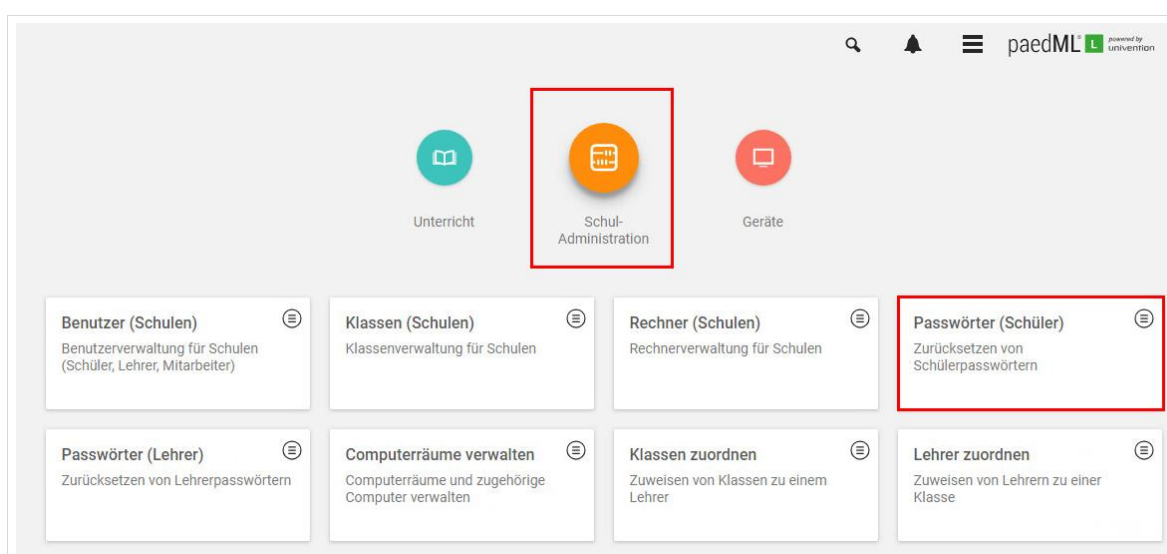 paedML® L powered by
univention
Unterricht
Schul-
Administration
Geräte
Benutzer (Schulen)
Benutzerverwaltung für Schulen
(Schüler, Lehrer, Mitarbeiter)
Klassen (Schulen)
Klassenverwaltung für Schulen
Rechner (Schulen)
Rechnerverwaltung für Schulen
Passwörter (Schüler)
Zurücksetzen von
Schülerpasswörtern
Passwörter (Lehrer)
Zurücksetzen von Lehrerpasswörtern
Computerräume verwalten
Computerräume und zugehörige
Computer verwalten
Klassen zuordnen
Zuweisen von Klassen zu einem
Lehrer
Lehrer zuordnen
Zuweisen von Lehrern zu einer
Klasse